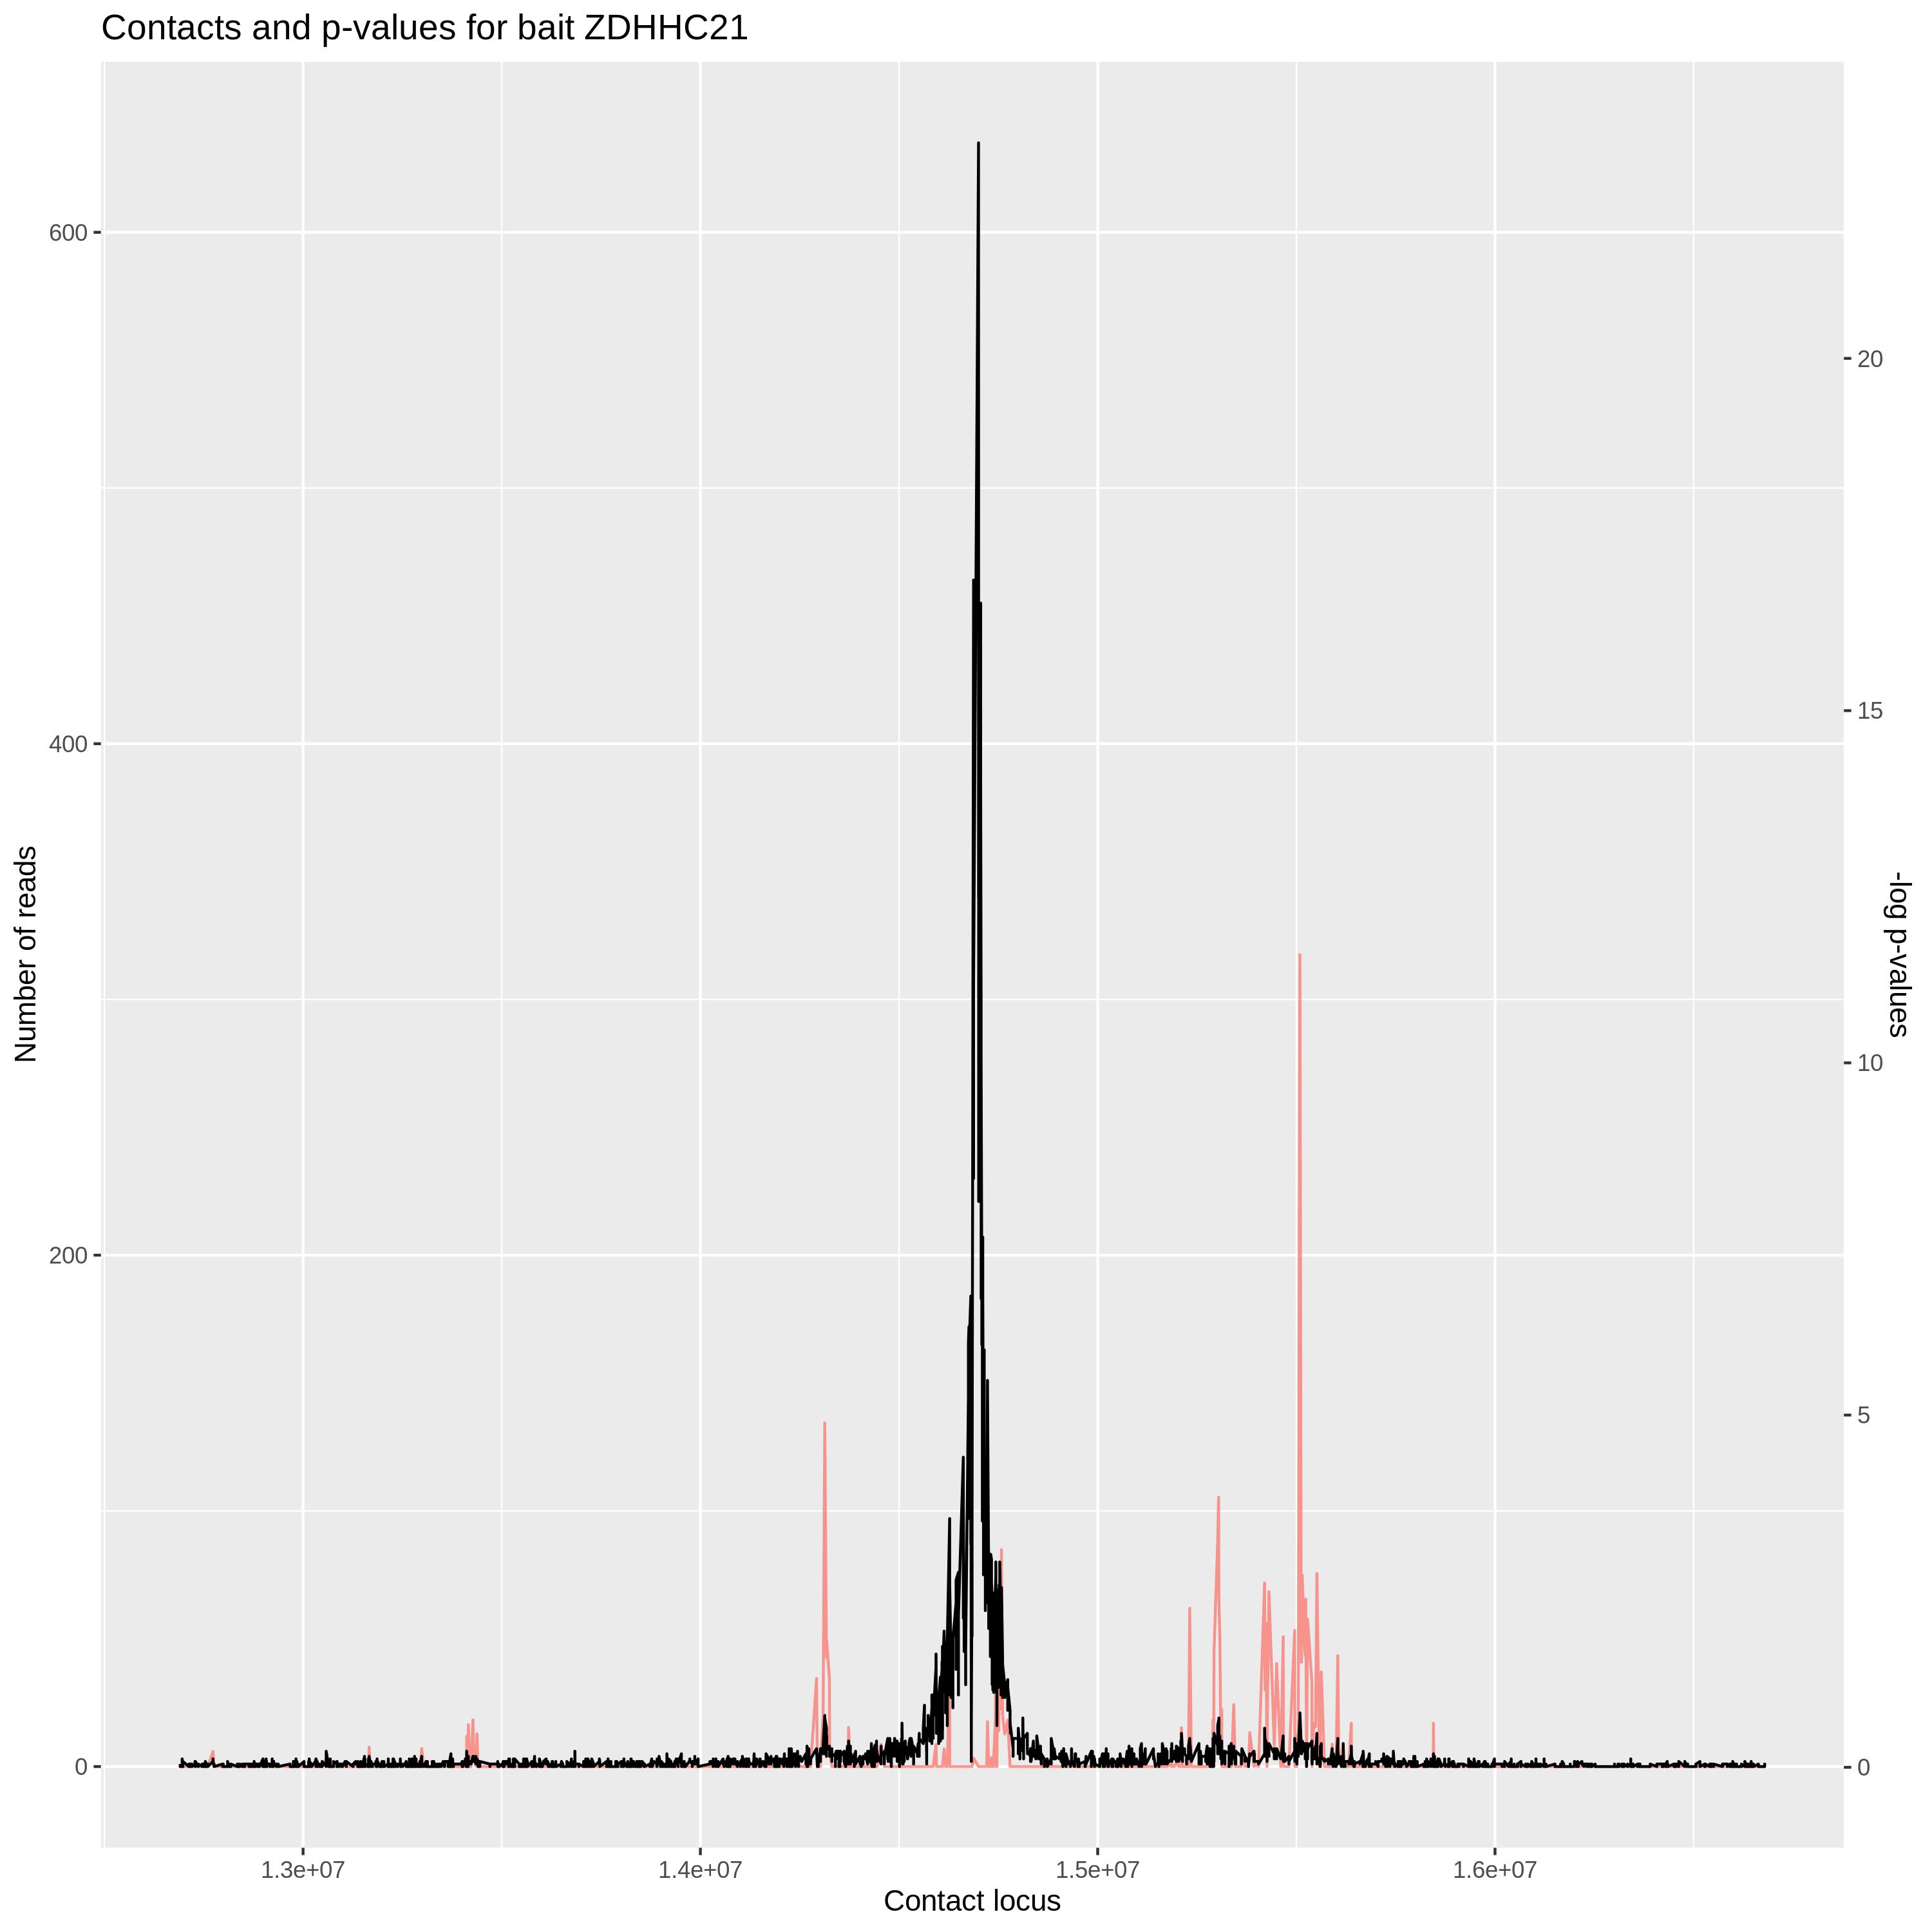 Contacts and p-values for bait ZDHHC21
600
400
200
0
20
15
10
5
0
Number of reads
-log p-values
1.3e+07
1.4e+07
1.5e+07
1.6e+07
Contact locus